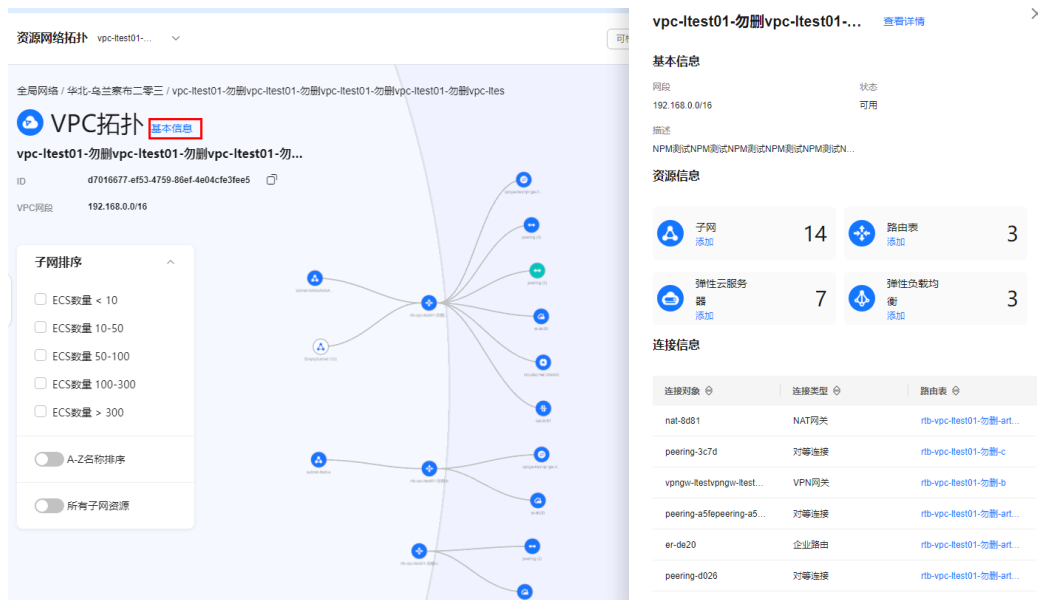 资源网络拓扑 vpc-ltest01-...
全局网络 / 华北-乌兰察布二零三 / vpc-ltest01-勿删vpc-ltest01-勿删vpc-ltest01-勿删vpc-ltest01-勿删vpc-ltes
VPC拓扑 基本信息
vpc-ltest01-勿删vpc-ltest01-勿删vpc-ltest01-勿...
ID d7016677-ef53-4759-86ef-4e04cfe3fee5
VPC网段 192.168.0.0/16
子网排序
ECS数量 < 10
ECS数量 10-50
ECS数量 50-100
ECS数量 100-300
ECS数量 > 300
A-Z名称排序
所有子网资源
vpc-ltest01-勿删vpc-ltest01-... 查看详情
基本信息
网段 状态
192.168.0.0/16 可用
描述
NPM测试NPM测试NPM测试NPM测试NPM测试N...
资源信息
子网 添加 14
路由表 添加 3
弹性云服务器 添加 7
弹性负载均衡 添加 3
连接信息
连接对象 连接类型 路由表
nat-8d81 NAT网关 rtb-vpc-ltest01-勿删-art...
peering-3c7d 对等连接 rtb-vpc-ltest01-勿删-c
vpngw-ltestvpngw-ltest... VPN网关 rtb-vpc-ltest01-勿删-b
peering-a5fepeering-a5... 对等连接 rtb-vpc-ltest01-勿删-art...
er-de20 企业路由 rtb-vpc-ltest01-勿删-art...
peering-d026 对等连接 rtb-vpc-ltest01-勿删-art...